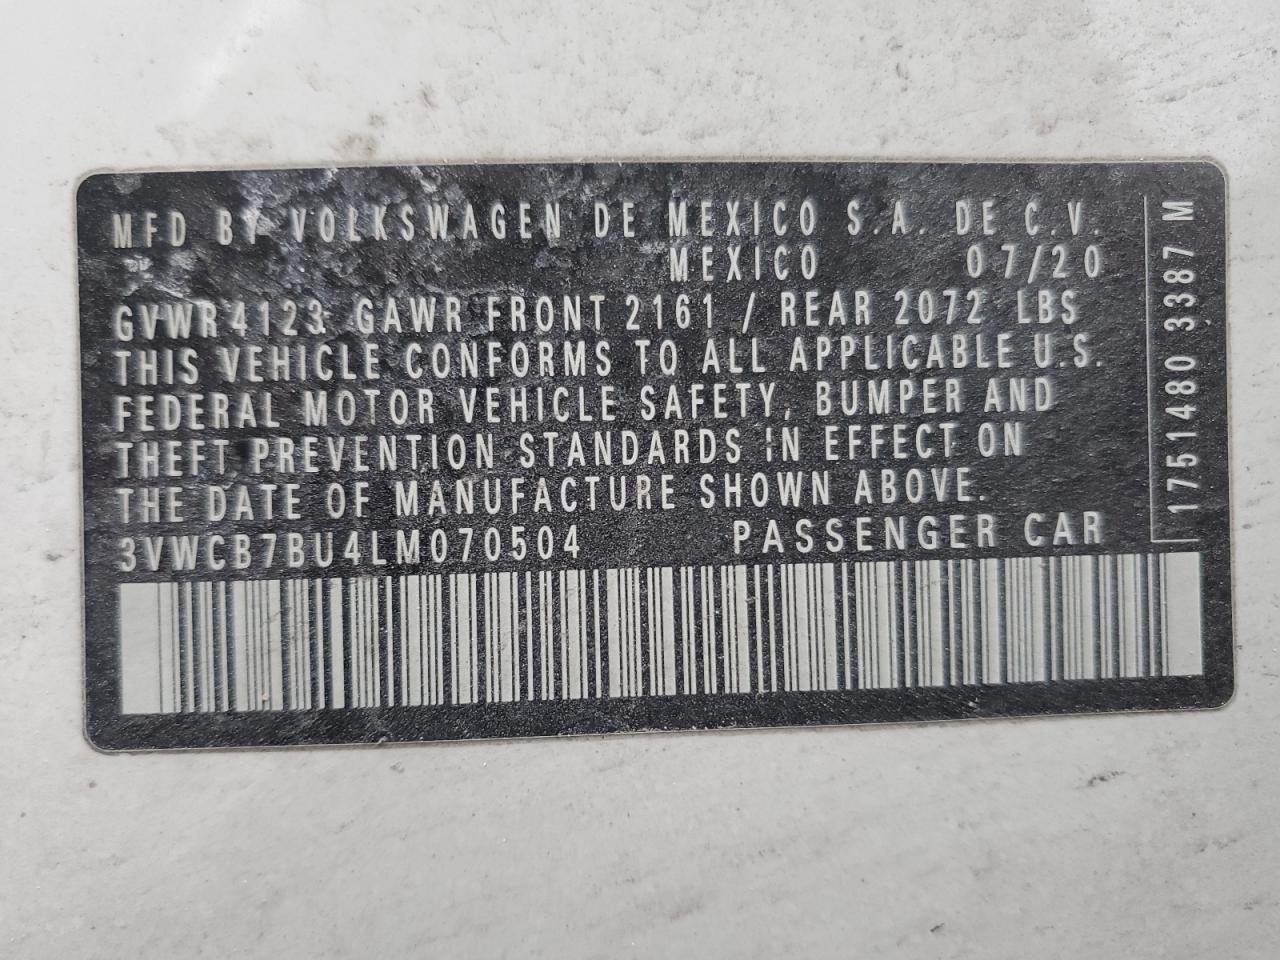 MFD BY VOLKSWAGEN DE MEXICO S.A. DE C.V.
MEXICO 07/20
GVWR 4123 GAWR FRONT 2161 / REAR 2072 LBS
THIS VEHICLE CONFORMS TO ALL APPLICABLE U.S.
FEDERAL MOTOR VEHICLE SAFETY, BUMPER AND
THEFT PREVENTION STANDARDS IN EFFECT ON
THE DATE OF MANUFACTURE SHOWN ABOVE.
3VWCB7BU4LM070504 PASSENGER CAR
1751480 3387 M